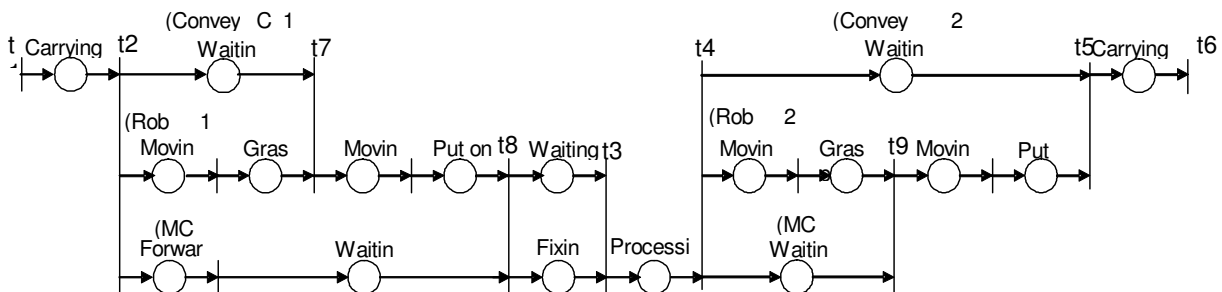 (Convey C 1
(Convey 2
t Carrying t2 Waitin t7
t4 Waitin t5 Carrying t6
(Rob 1
(Rob 2
Movin Gras Movin Put on t8 Waiting t3
Movin Gras t9 Movin Put
(MC
Forwar Waitin Fixin Processi
(MC
Waitin